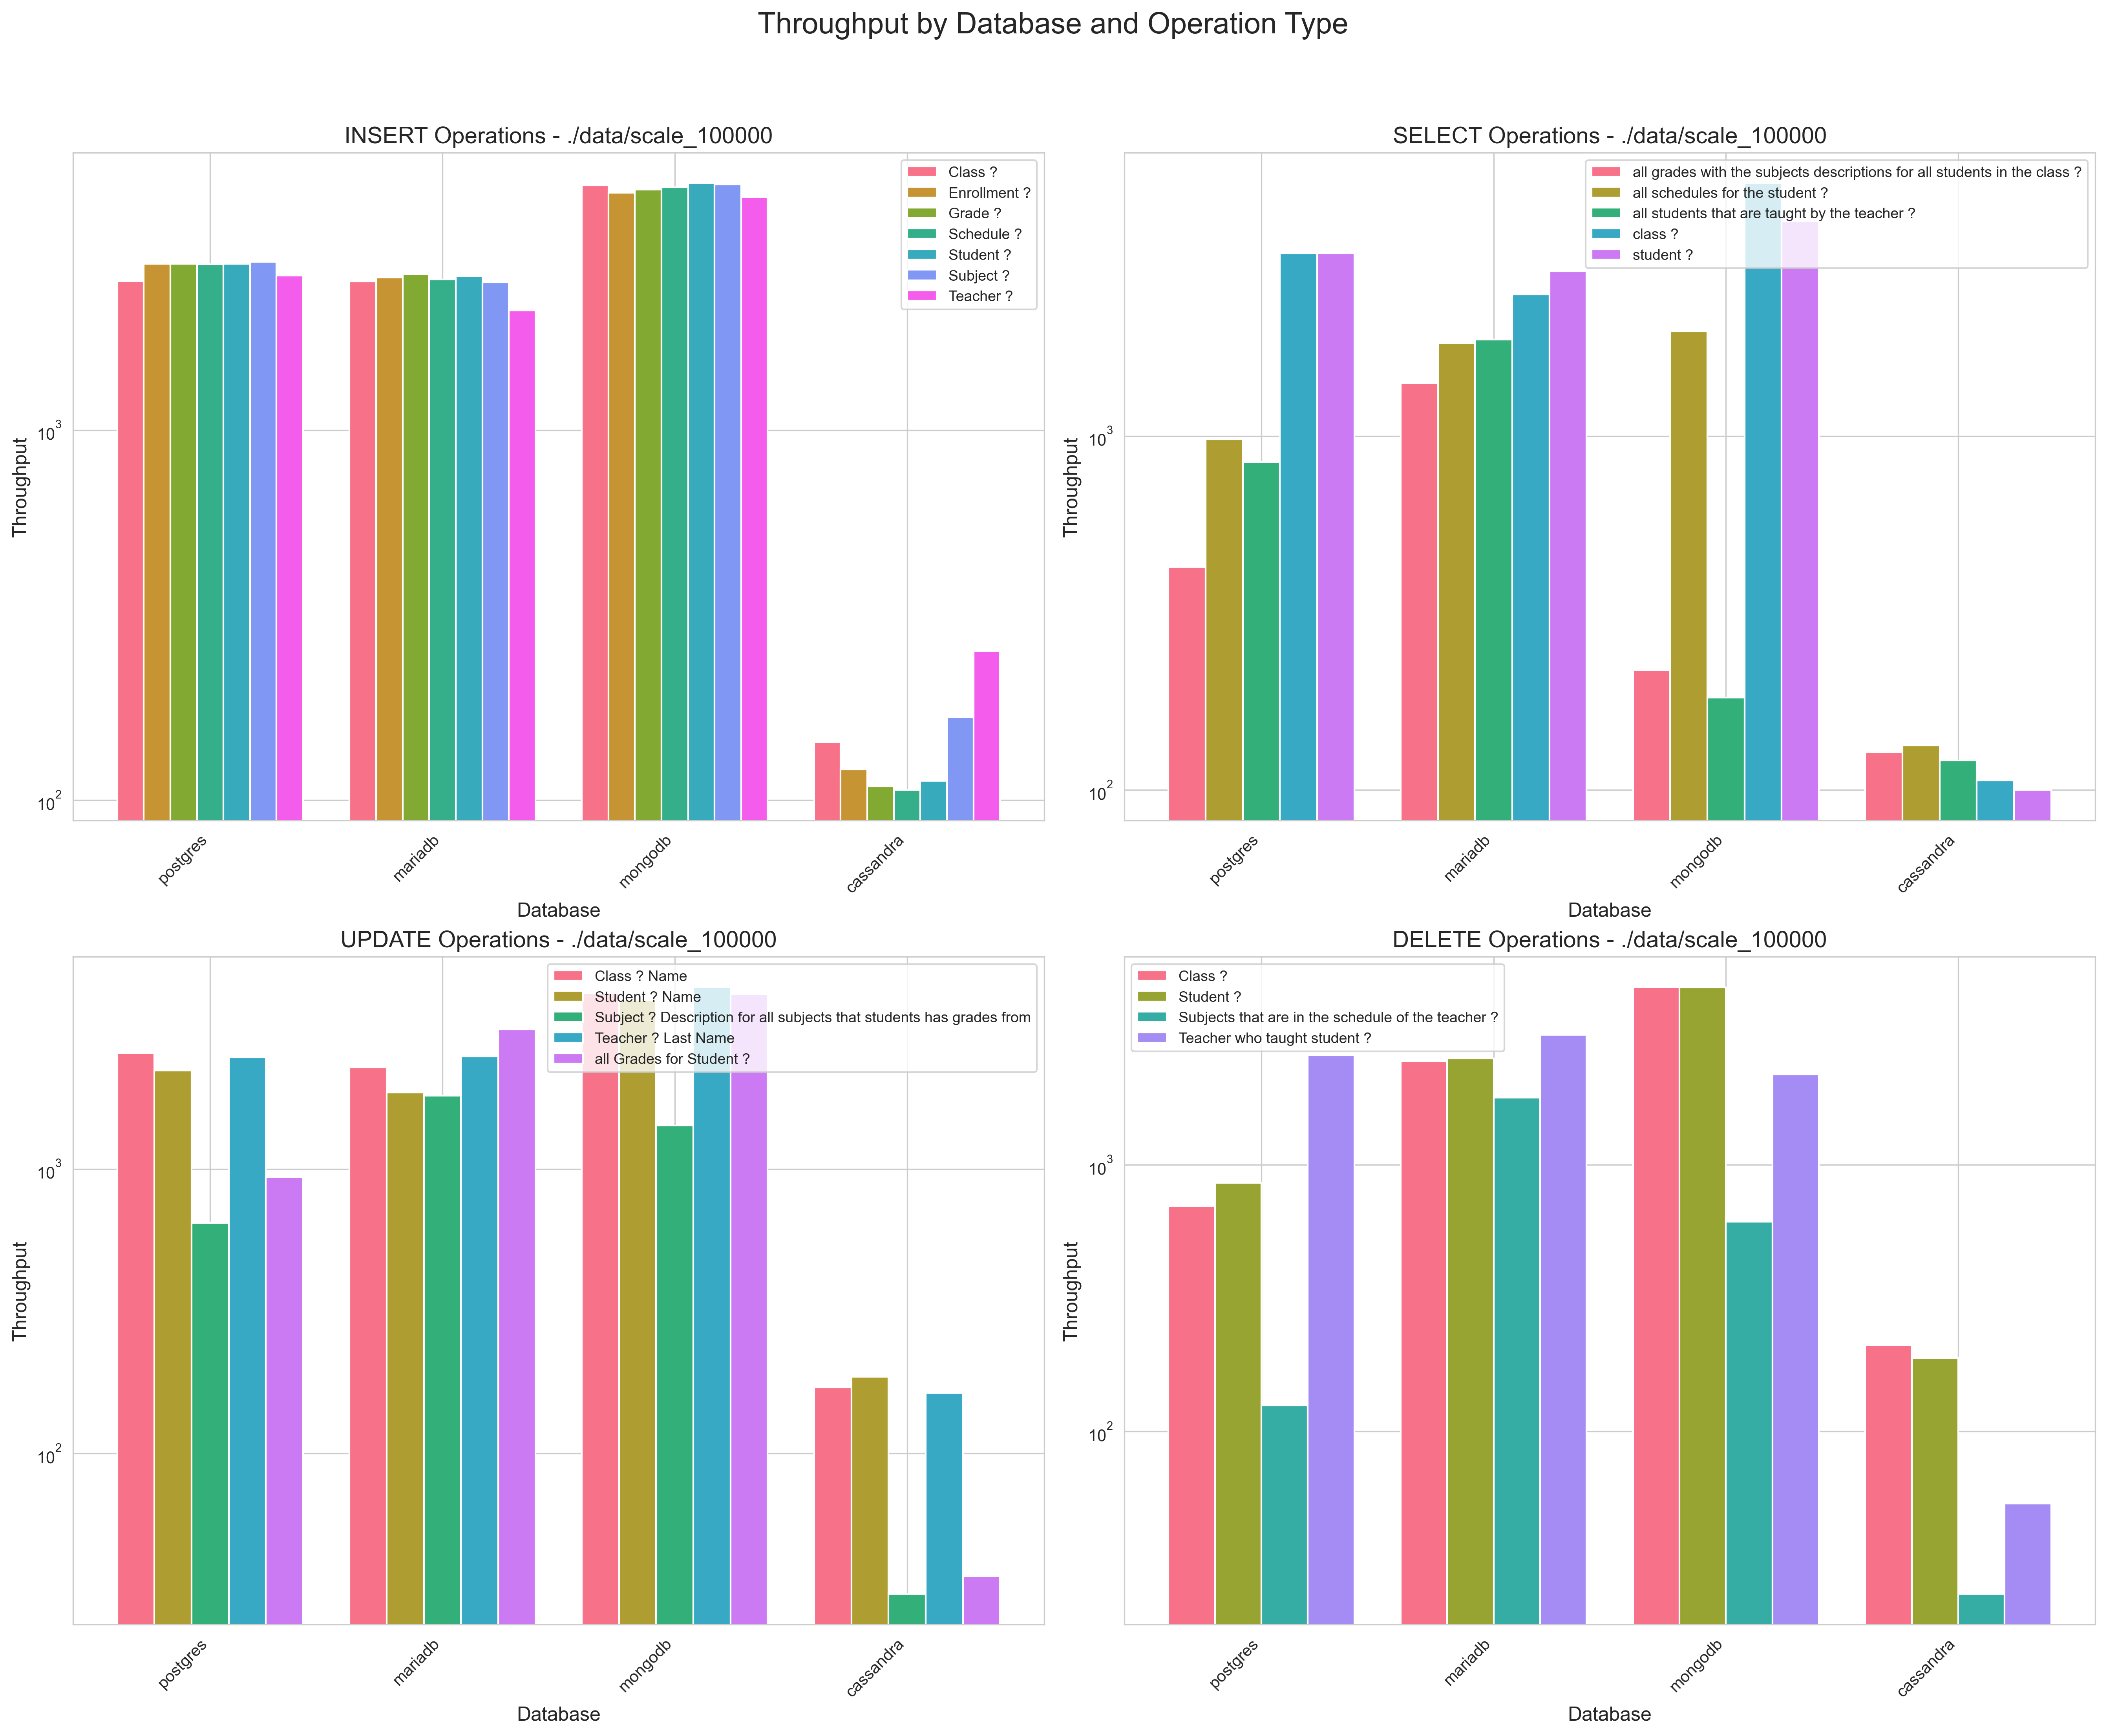 Throughput by Database and Operation Type
INSERT Operations - ./data/scale_100000
Throughput
10³
10²
Class ?
Enrollment ?
Grade ?
Schedule ?
Student ?
Subject ?
Teacher ?
postgres
mariadb
mongodb
cassandra
Database
SELECT Operations - ./data/scale_100000
Throughput
10³
10²
all grades with the subjects descriptions for all students in the class ?
all schedules for the student ?
all students that are taught by the teacher ?
class ?
student ?
postgres
mariadb
mongodb
cassandra
Database
UPDATE Operations - ./data/scale_100000
Throughput
10³
10²
Class ? Name
Student ? Name
Subject ? Description for all subjects that students has grades from
Teacher ? Last Name
all Grades for Student ?
postgres
mariadb
mongodb
cassandra
Database
DELETE Operations - ./data/scale_100000
Throughput
10³
10²
Class ?
Student ?
Subjects that are in the schedule of the teacher ?
Teacher who taught student ?
postgres
mariadb
mongodb
cassandra
Database